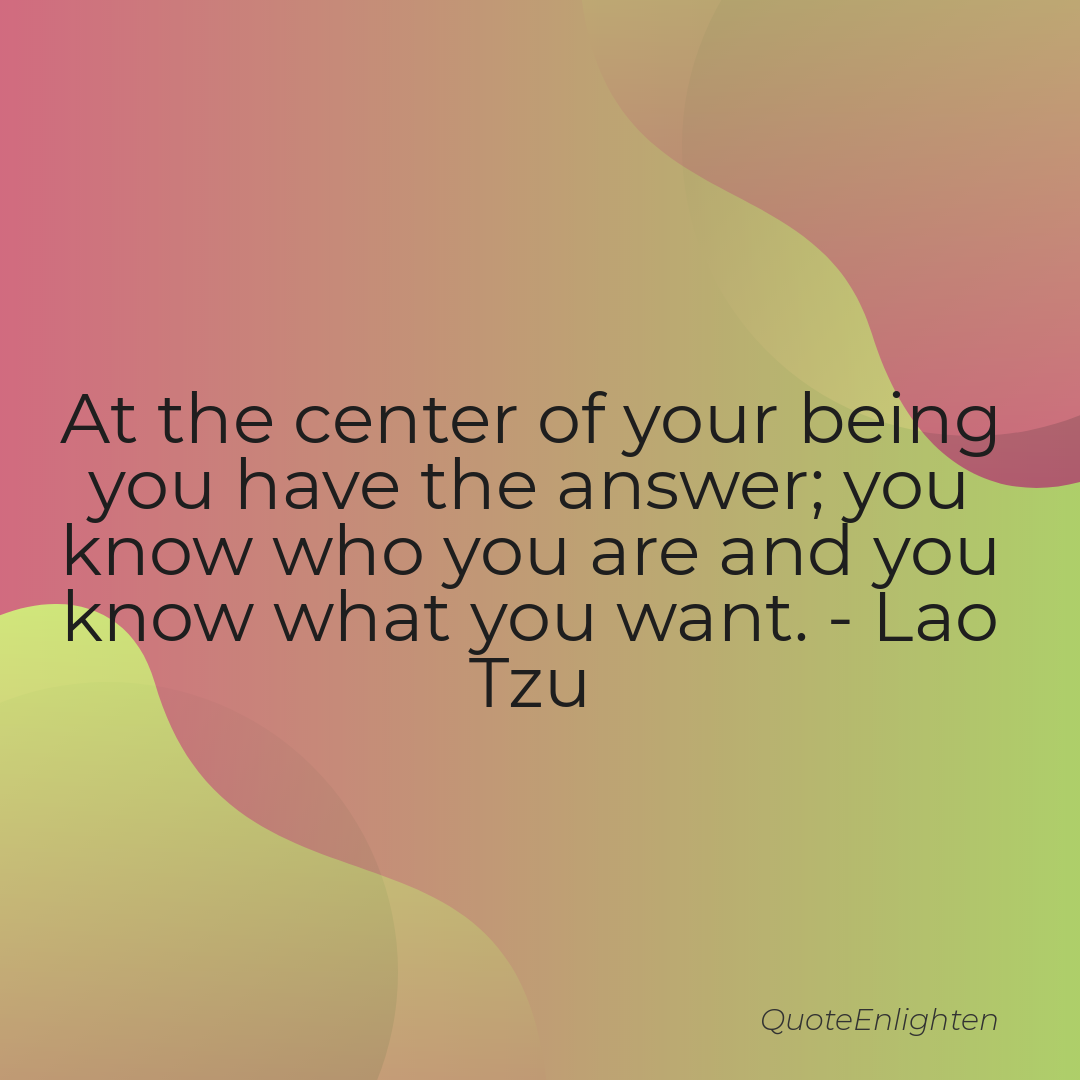 At the center of your being
you have the answer; you
know who you are and you
know what you want. - Lao
Tzu
QuoteEnlighten